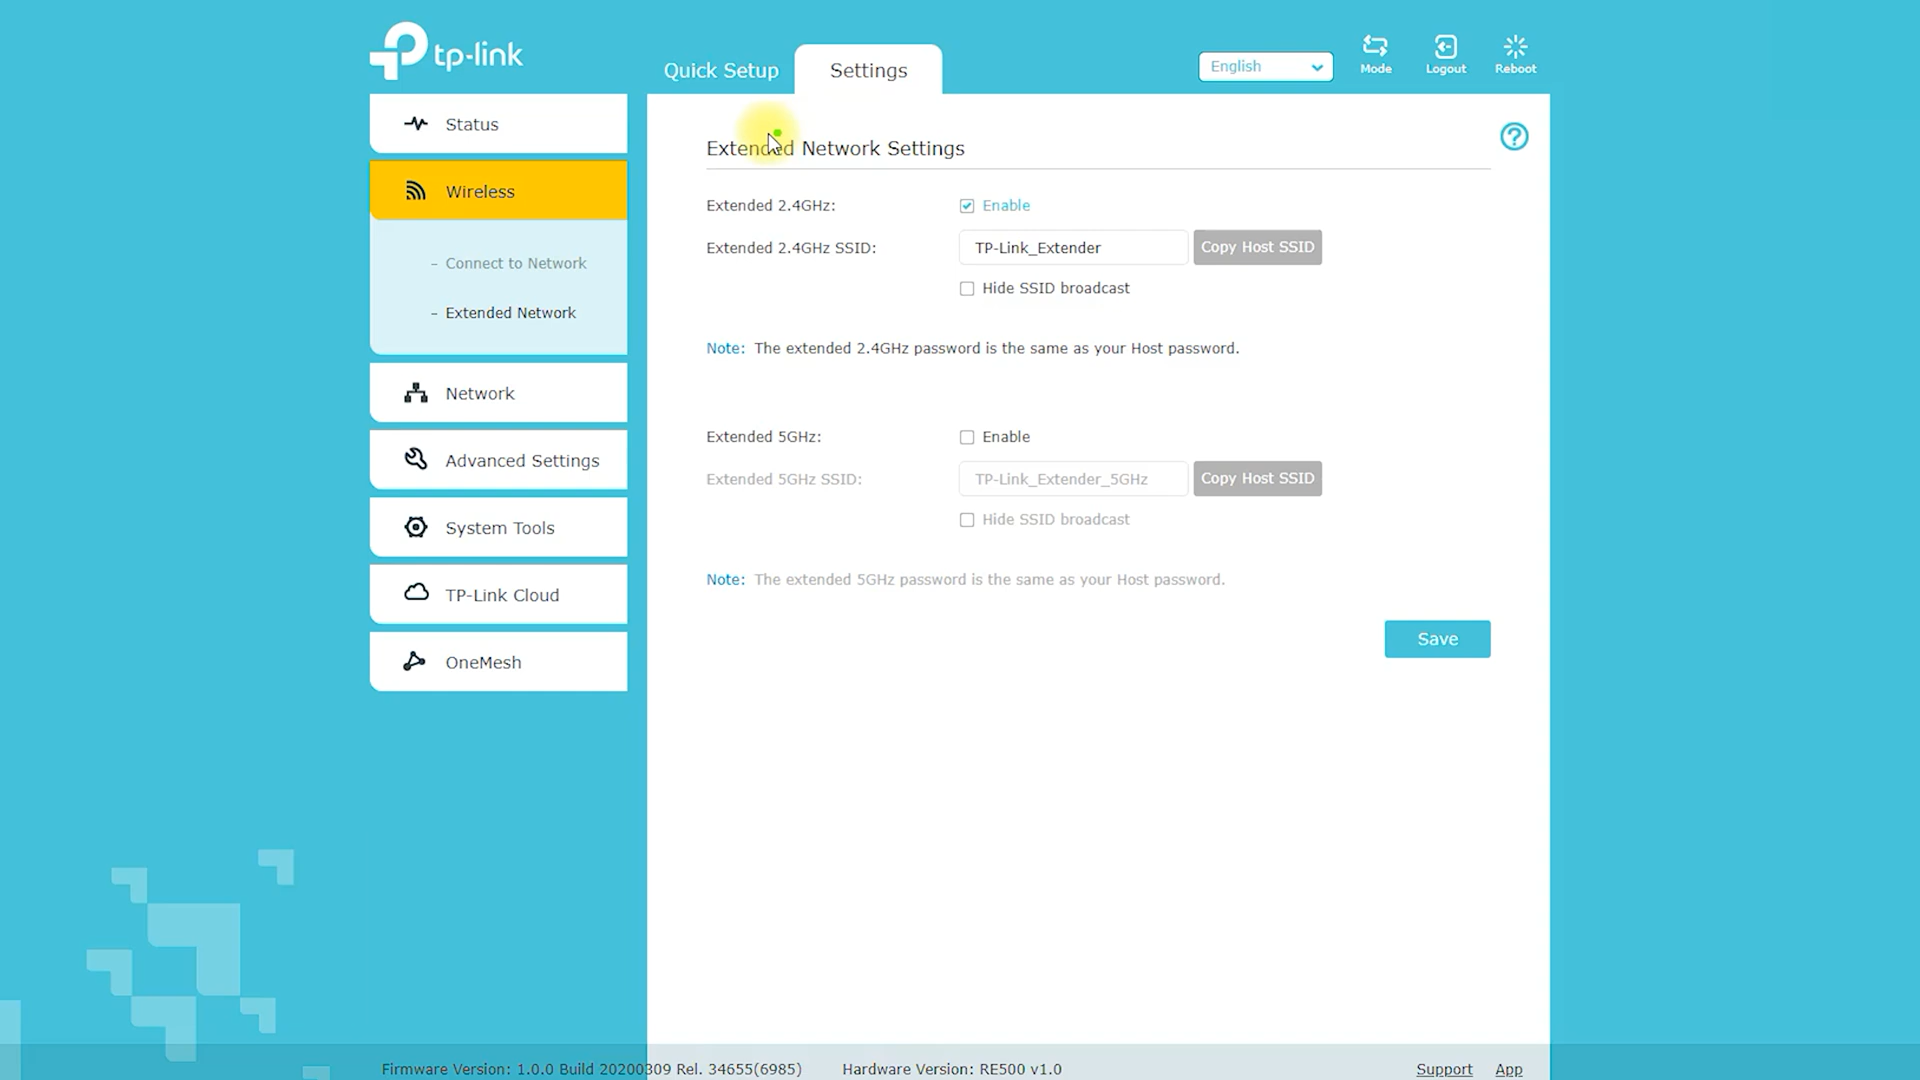 tp-link
Quick Setup
Settings
English
Mode
Logout
Reboot
Status
Wireless
- Connect to Network
- Extended Network
Network
Advanced Settings
System Tools
TP-Link Cloud
OneMesh
Extended Network Settings
Extended 2.4GHz: Enable
Extended 2.4GHz SSID: TP-Link_Extender Copy Host SSID
Hide SSID broadcast
Note: The extended 2.4GHz password is the same as your Host password.
Extended 5GHz: Enable
Extended 5GHz SSID: TP-Link_Extender_5GHz Copy Host SSID
Hide SSID broadcast
Note: The extended 5GHz password is the same as your Host password.
Save
Firmware Version: 1.0.0 Build 20200309 Rel. 34655(6985) Hardware Version: RE500 v1.0 Support App